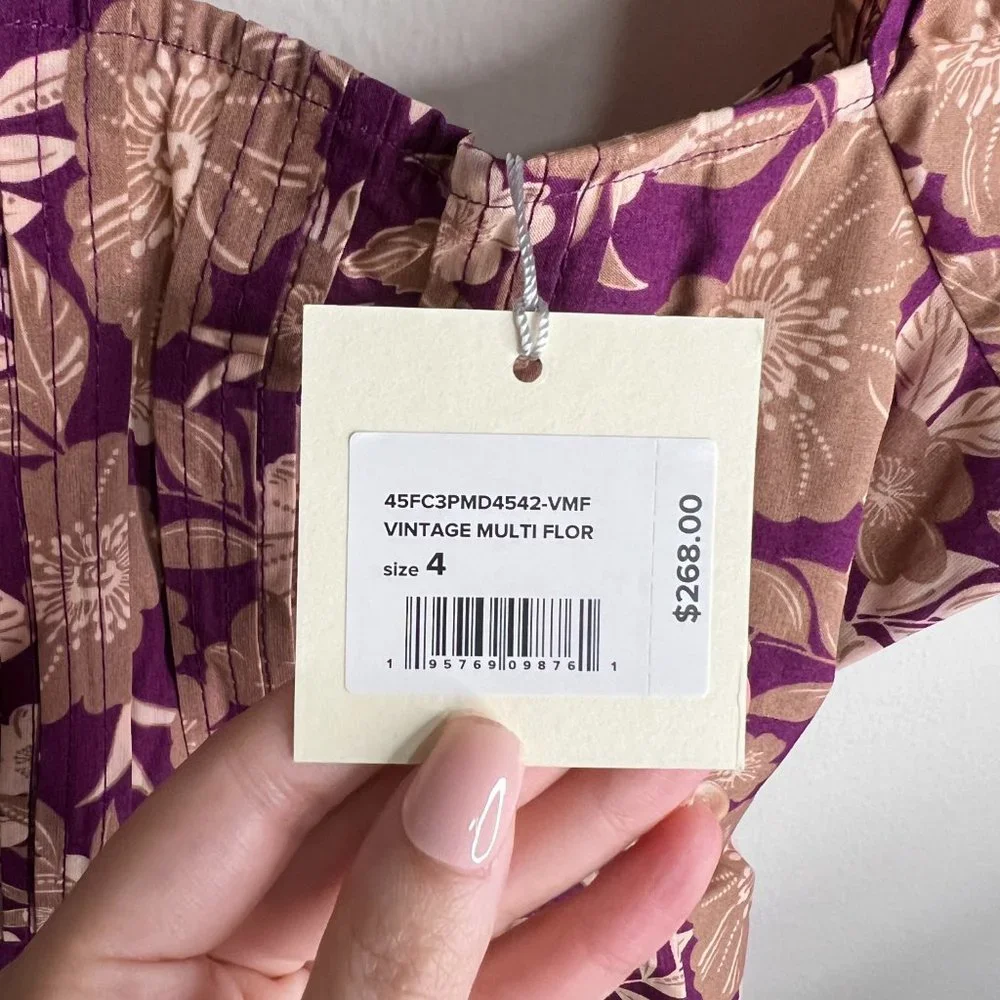 45FC3PMD4542-VMF
VINTAGE MULTI FLOR
size 4
1 95769 09876 1
$268.00